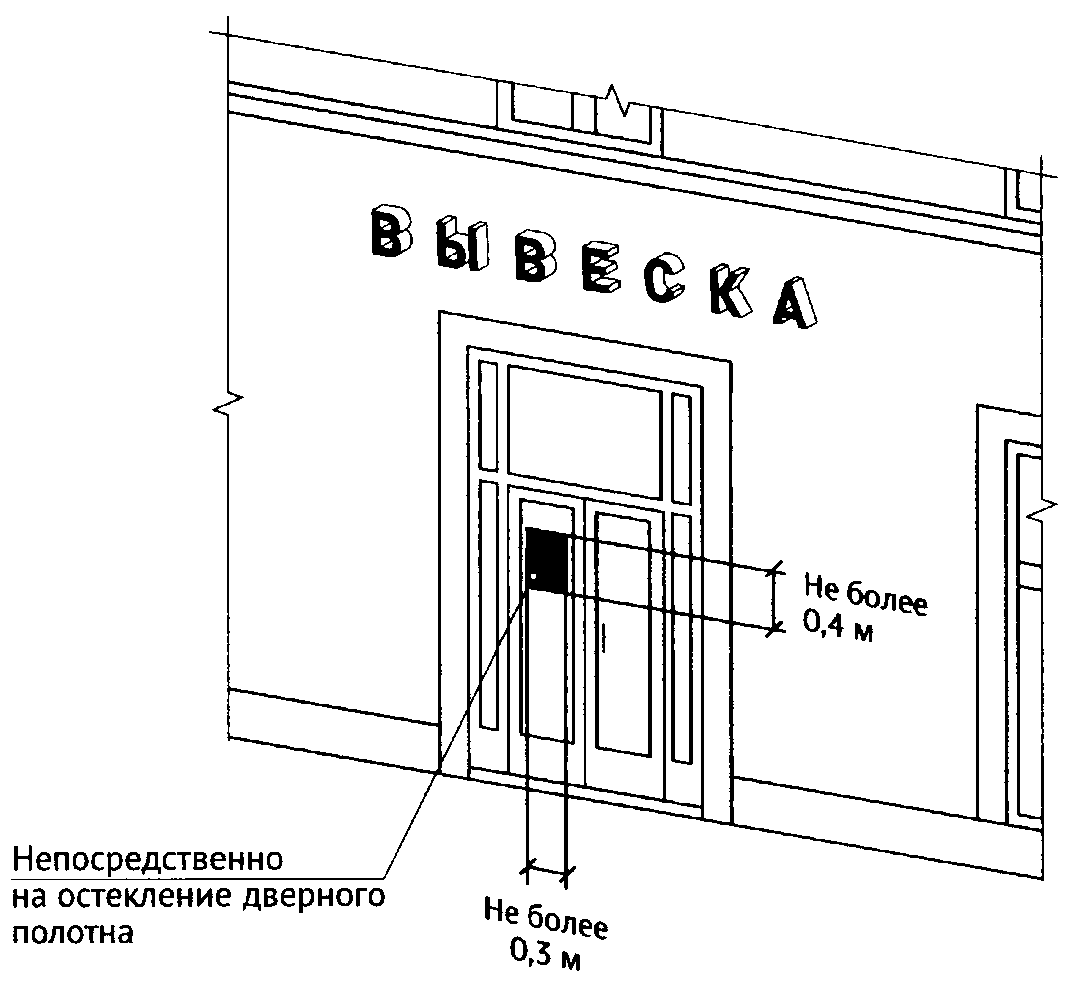 ВЫВЕСКА
Не более
0,4 м
Непосредственно
на остекление дверного
полотна
Не более
0,3 м